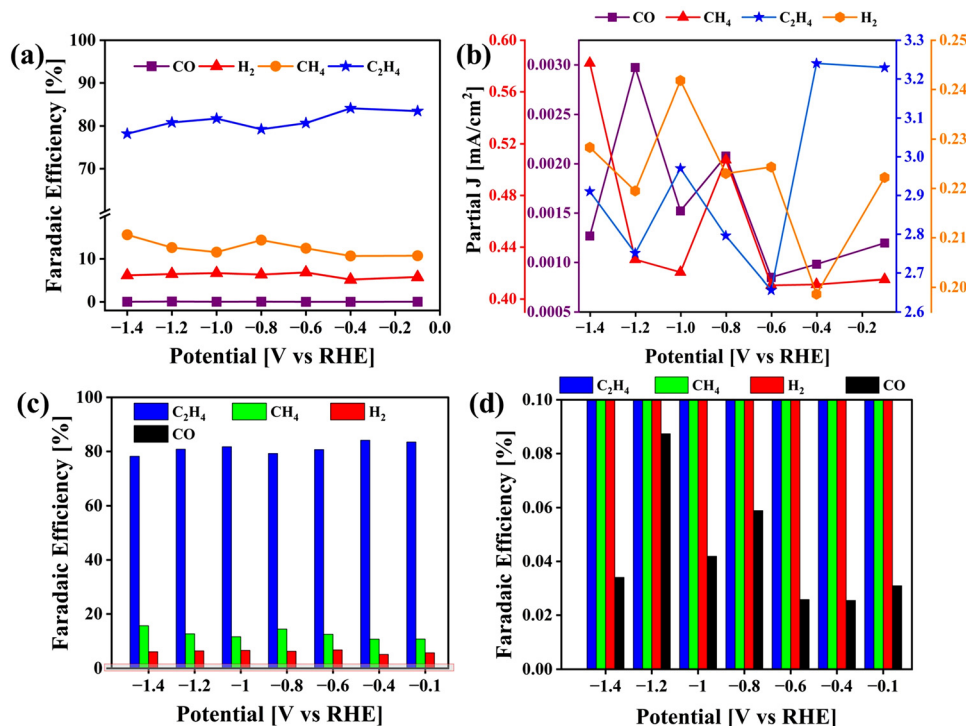 (a)
CO H₂ CH₄ C₂H₄
Faradaic Efficiency [%]
100
90
80
70
10
0
−1.4 −1.2 −1.0 −0.8 −0.6 −0.4 −0.2 0.0
Potential [V vs RHE]
(b)
CO CH₄ C₂H₄ H₂
Partial J [mA/cm²]
0.60
0.56
0.52
0.48
0.44
0.40
0.0030
0.0025
0.0020
0.0015
0.0010
0.0005
3.3
3.2
3.1
3.0
2.9
2.8
2.7
2.6
0.25
0.24
0.23
0.22
0.21
0.20
−1.4 −1.2 −1.0 −0.8 −0.6 −0.4 −0.2
Potential [V vs RHE]
(c)
C₂H₄ CH₄ H₂
CO
Faradaic Efficiency [%]
100
80
60
40
20
0
−1.4 −1.2 −1 −0.8 −0.6 −0.4 −0.1
Potential [V vs RHE]
(d)
C₂H₄ CH₄ H₂ CO
Faradaic Efficiency [%]
0.10
0.08
0.06
0.04
0.02
0.00
−1.4 −1.2 −1 −0.8 −0.6 −0.4 −0.1
Potential [V vs RHE]